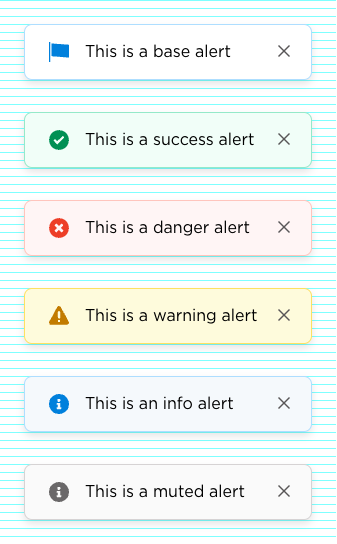 This is a base alert
This is a success alert
This is a danger alert
This is a warning alert
This is an info alert
This is a muted alert